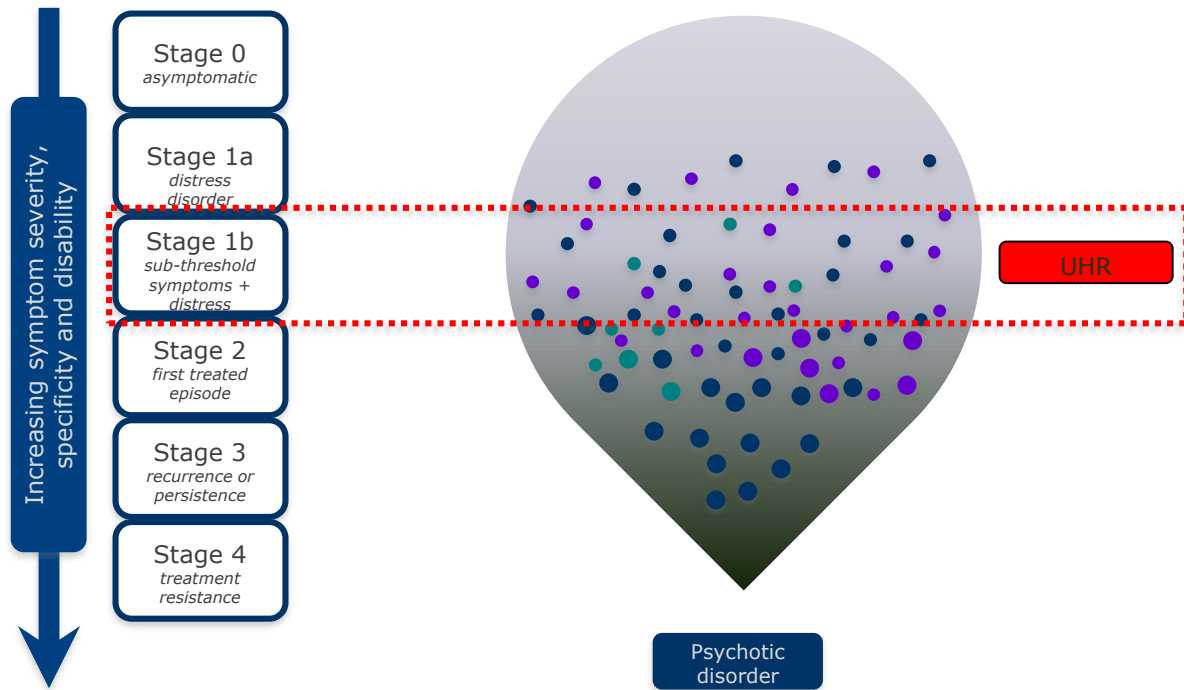 Increasing symptom severity,
specificity and disability
Stage 0
asymptomatic
Stage 1a
distress
disorder
Stage 1b
sub-threshold
symptoms +
distress
Stage 2
first treated
episode
Stage 3
recurrence or
persistence
Stage 4
treatment
resistance
UHR
Psychotic
disorder